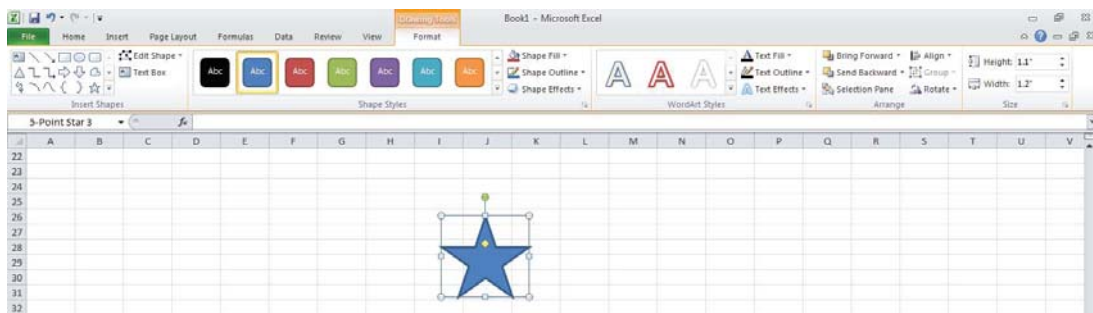 Drawing Tools Book1 - Microsoft Excel
File Home Insert Page Layout Formulas Data Review View Format
Edit Shape
Text Box
Insert Shapes
Abc Abc Abc Abc Abc Abc Abc
Shape Styles
Shape Fill
Shape Outline
Shape Effects
A A A
WordArt Styles
Text Fill
Text Outline
Text Effects
Bring Forward Align
Send Backward Group
Selection Pane Rotate
Arrange
Height: 1.1"
Width: 1.2"
Size
5-Point Star 3 fx
A B C D E F G H I J K L M N O P Q R S T U V
22
23
24
25
26
27
28
29
30
31
32